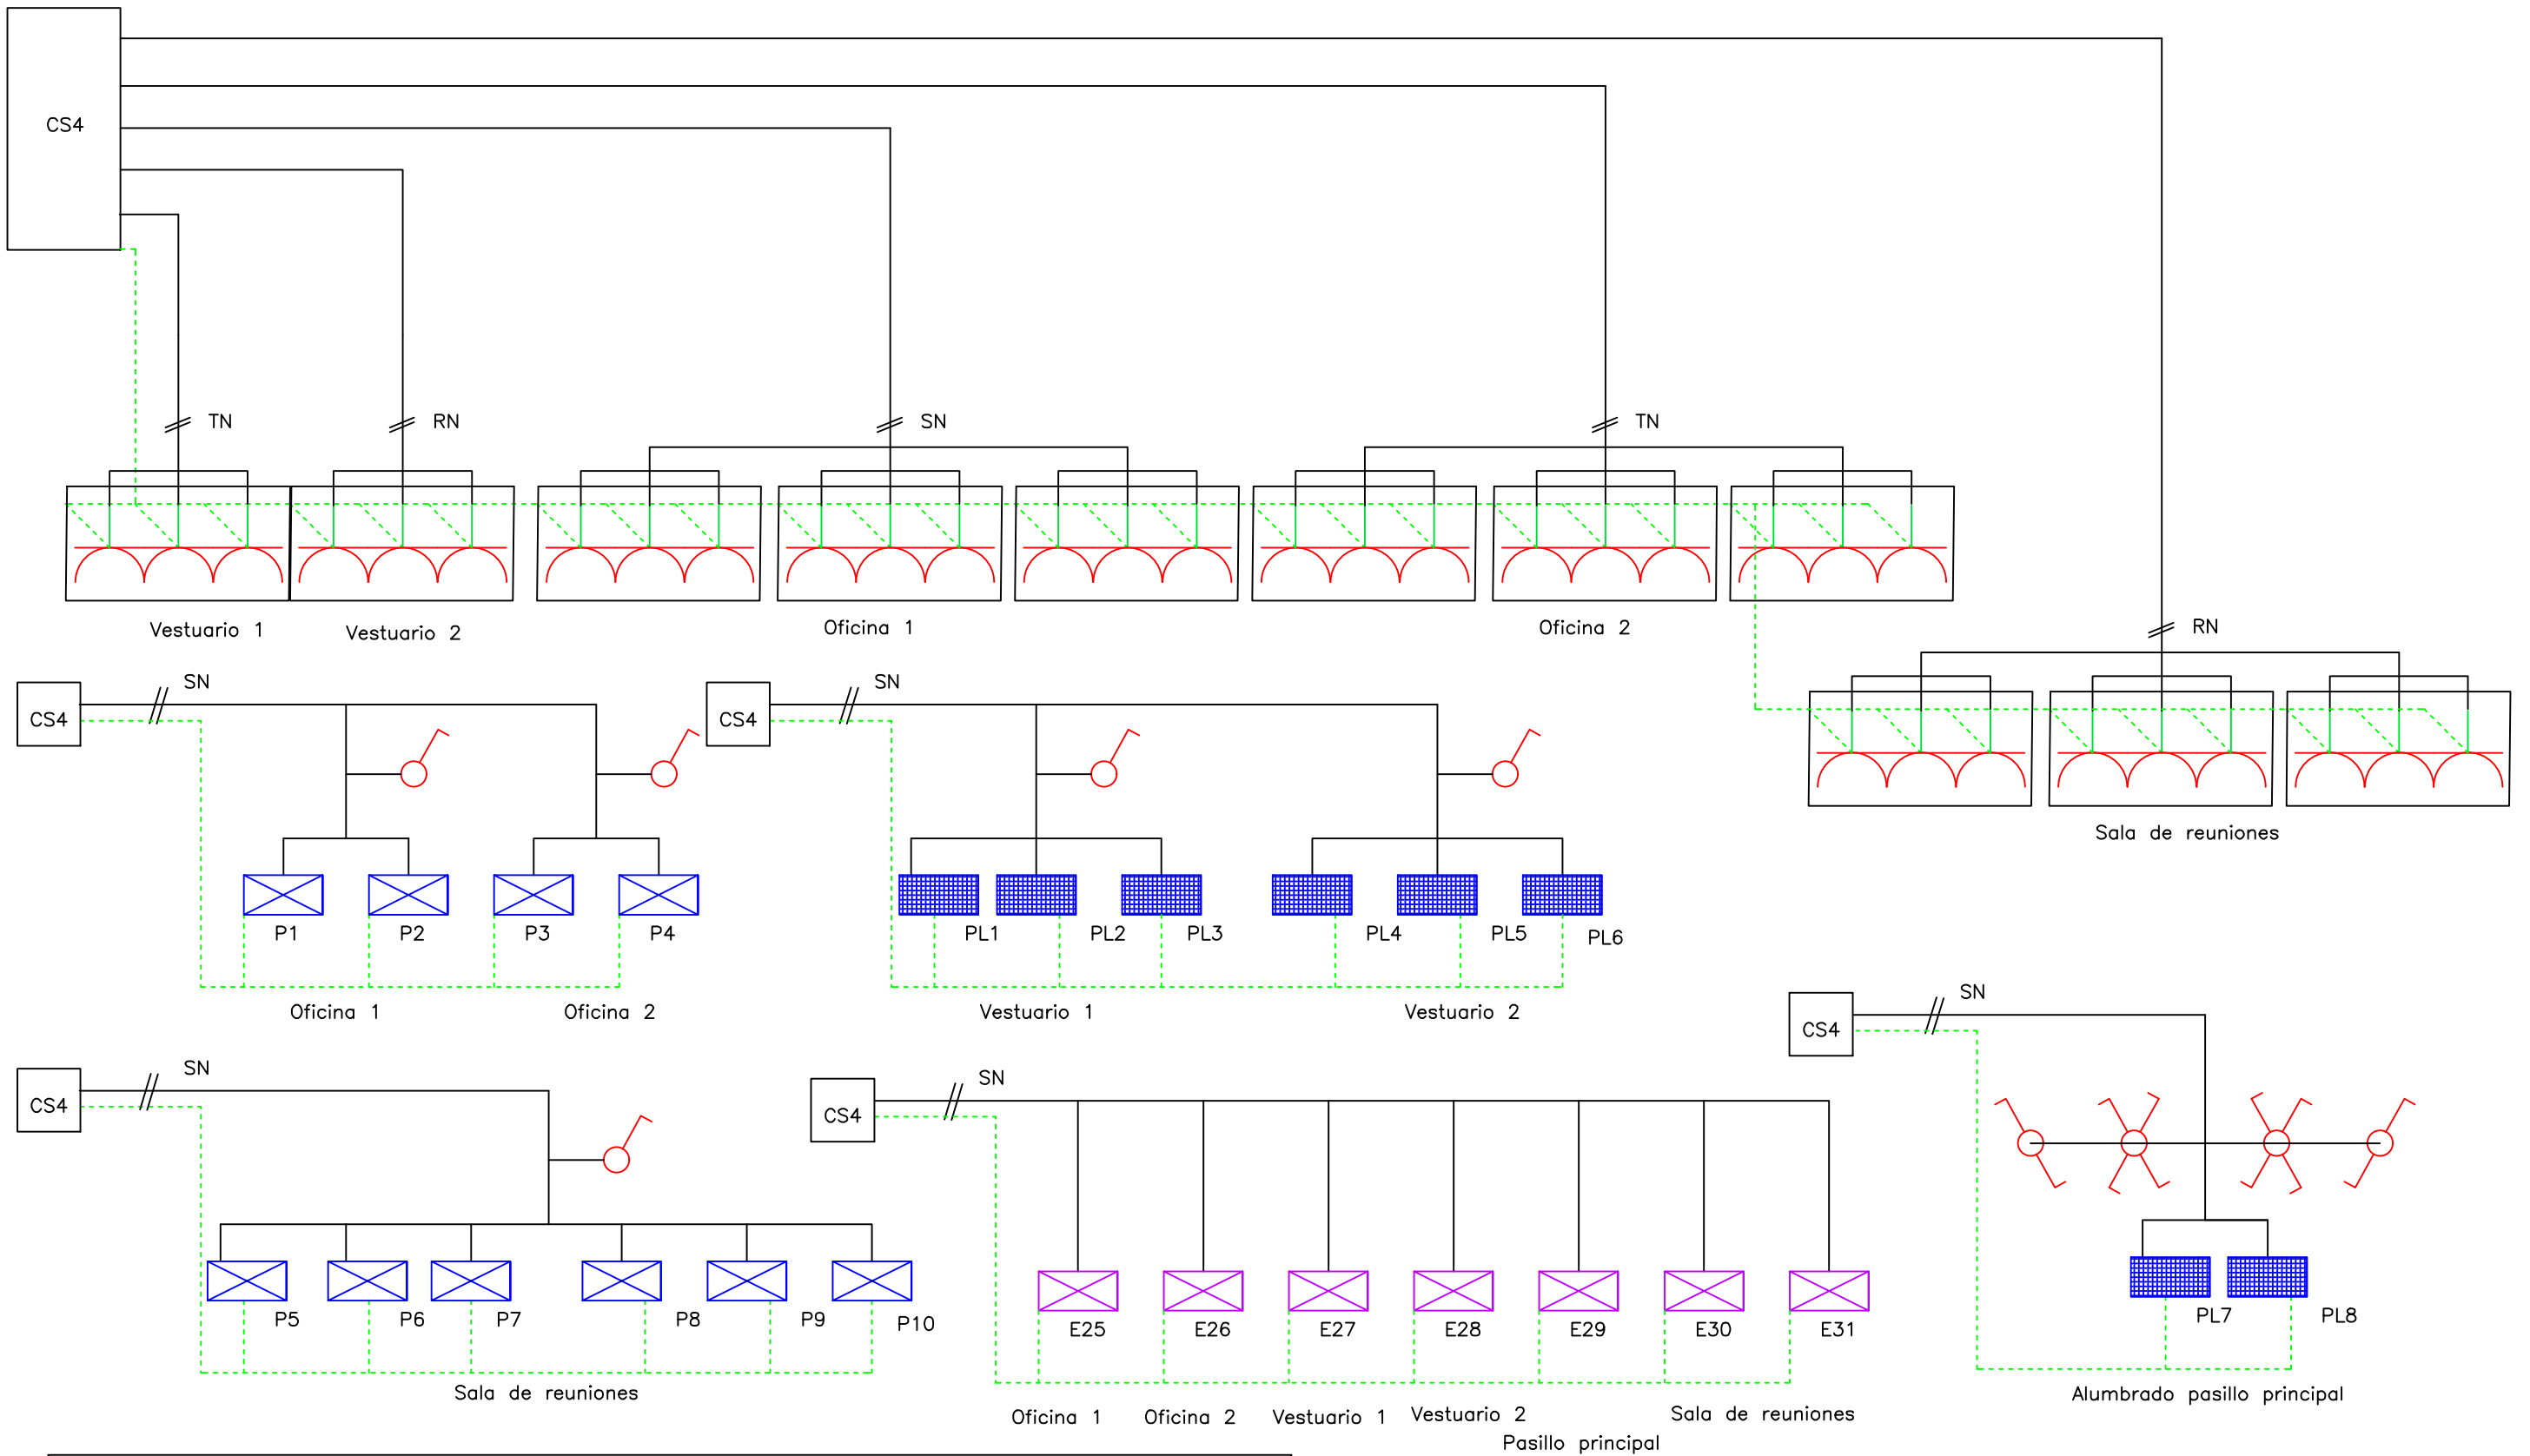 CS4
TN
RN
SN
TN
Vestuario 1
Vestuario 2
Oficina 1
Oficina 2
RN
Sala de reuniones
CS4
SN
P1
P2
P3
P4
Oficina 1
Oficina 2
CS4
SN
PL1
PL2
PL3
PL4
PL5
PL6
Vestuario 1
Vestuario 2
CS4
SN
P5
P6
P7
P8
P9
P10
Sala de reuniones
CS4
SN
E25
E26
E27
E28
E29
E30
E31
Oficina 1
Oficina 2
Vestuario 1
Vestuario 2
Pasillo principal
Sala de reuniones
CS4
SN
PL7
PL8
Alumbrado pasillo principal